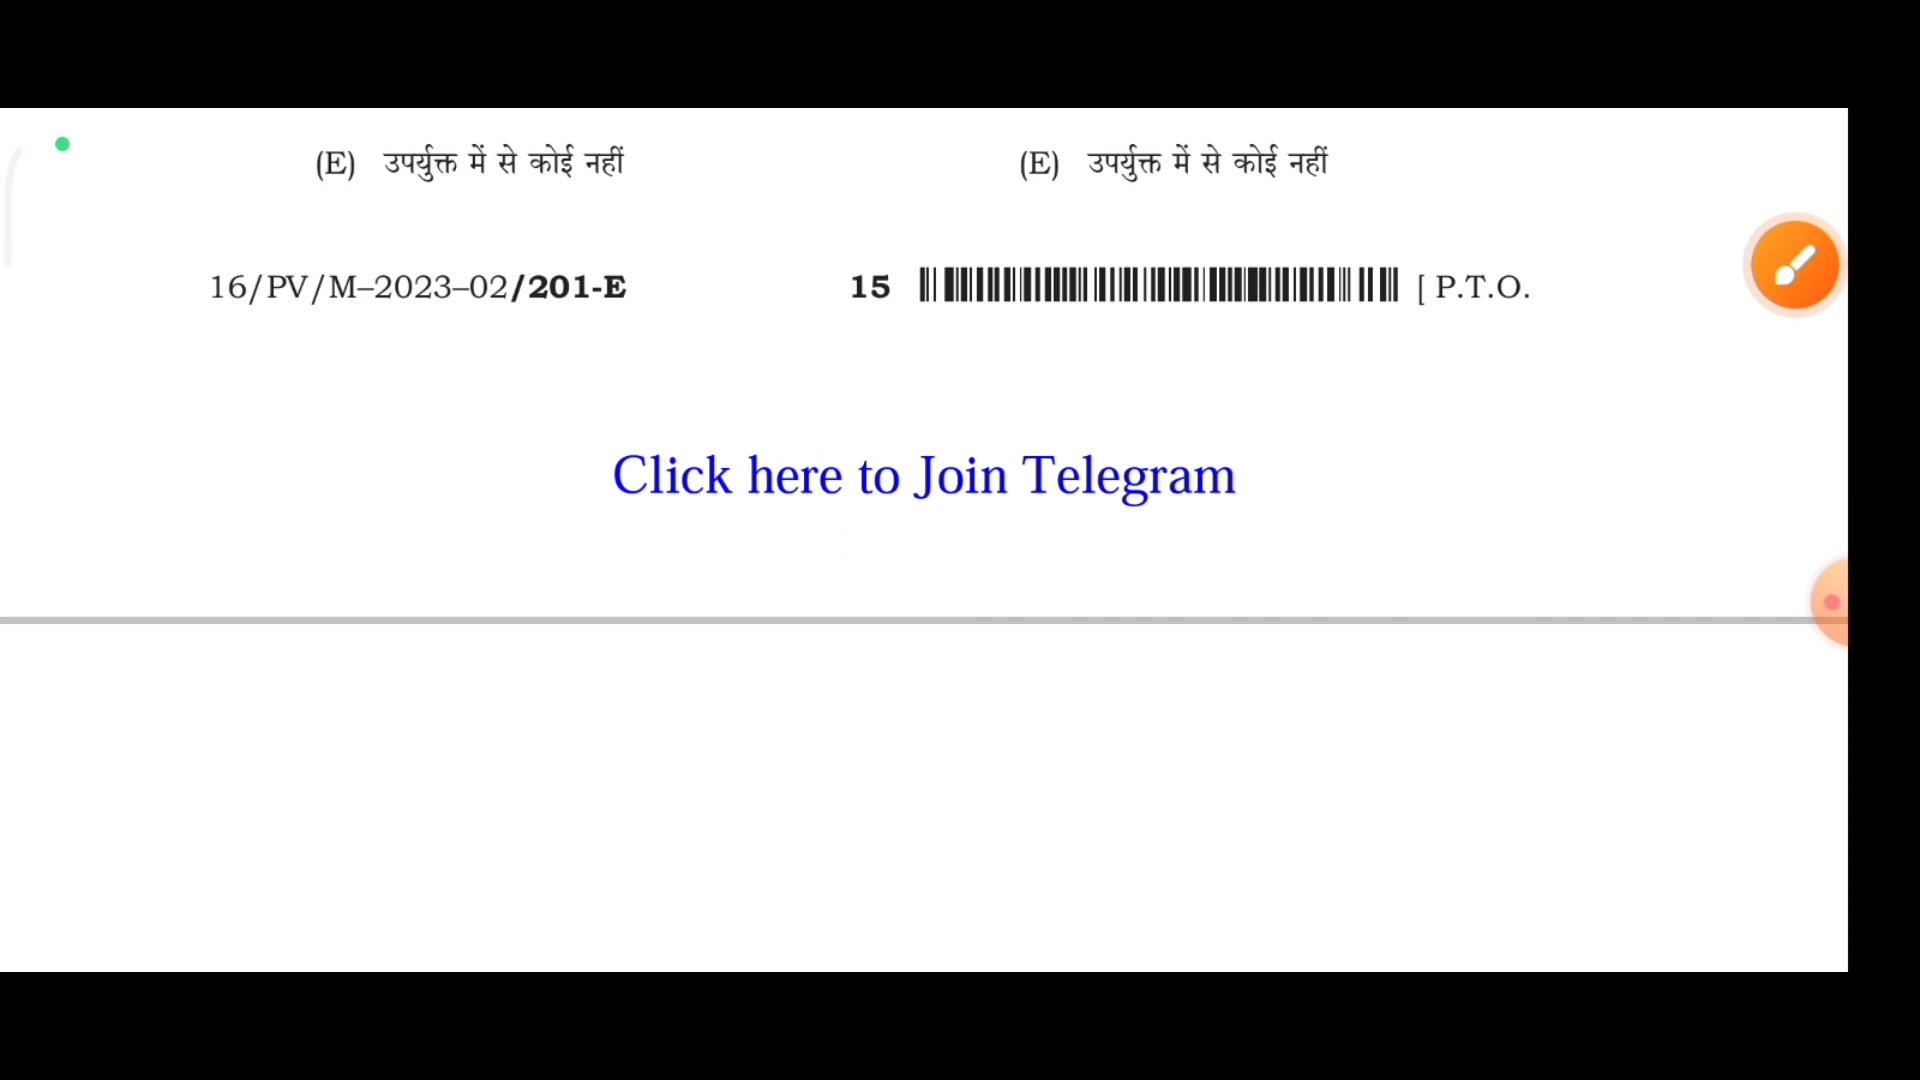 (E) उपर्युक्त में से कोई नहीं
(E) उपर्युक्त में से कोई नहीं
16/PV/M–2023–02/201-E 15 [ P.T.O.
Click here to Join Telegram